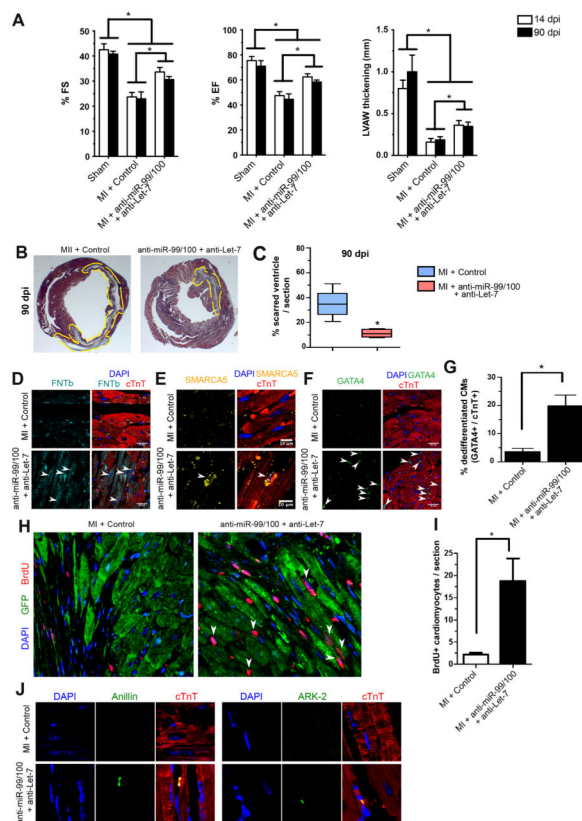 A
14 dpi
90 dpi
% FS
50
40
30
20
10
0
Sham
MI + Control
MI + anti-miR-99/100
+ anti-Let-7
*
*
% EF
100
80
60
40
20
0
Sham
MI + Control
MI + anti-miR-99/100
+ anti-Let-7
*
*
LVAW thickening (mm)
1.5
1.0
0.5
0.0
Sham
MI + Control
MI + anti-miR-99/100
+ anti-Let-7
*
*
B
MII + Control
anti-miR-99/100 + anti-Let-7
90 dpi
C
90 dpi
% scarred ventricle
/ section
60
40
20
0
*
MI + Control
MI + anti-miR-99/100
+ anti-Let-7
D
FNTb
DAPI
FNTb
cTnT
MI + Control
anti-miR-99/100
+ anti-Let-7
E
SMARCA5
DAPI SMARCA5
cTnT
MI + Control
anti-miR-99/100
+ anti-Let-7
F
GATA4
DAPI GATA4
cTnT
MI + Control
anti-miR-99/100
+ anti-Let-7
G
% dedifferentiated CMs
(GATA4+ / cTnT+)
30
20
10
0
*
MI + Control
MI + anti-miR-99/100
+ anti-Let-7
H
MI + Control
anti-miR-99/100 + anti-Let-7
DAPI GFP BrdU
I
BrdU+ cardiomyocytes / section
25
20
15
10
5
0
*
MI + Control
MI + anti-miR-99/100
+ anti-Let-7
J
DAPI
Anillin
cTnT
DAPI
ARK-2
cTnT
MI + Control
anti-miR-99/100
+ anti-Let-7